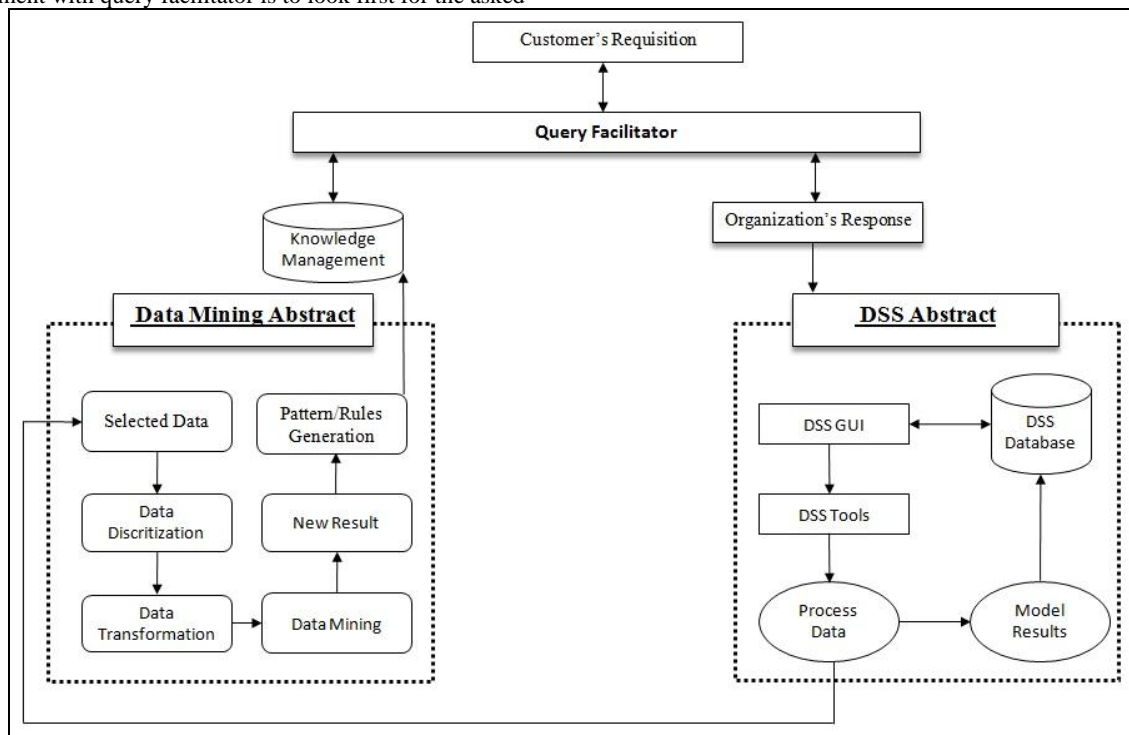 ment with query facilitator is to look first for the asked
Customer's Requisition
Query Facilitator
Organization's Response
Knowledge
Management
Data Mining Abstract
DSS Abstract
Selected Data
Pattern/Rules
Generation
DSS GUI
DSS
Database
Data
Discritization
New Result
DSS Tools
Data
Transformation
Data Mining
Process
Data
Model
Results